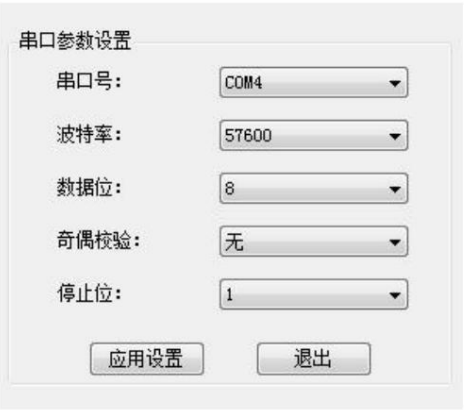 串口参数设置
串口号: COM4
波特率: 57600
数据位: 8
奇偶校验: 无
停止位: 1
应用设置 退出